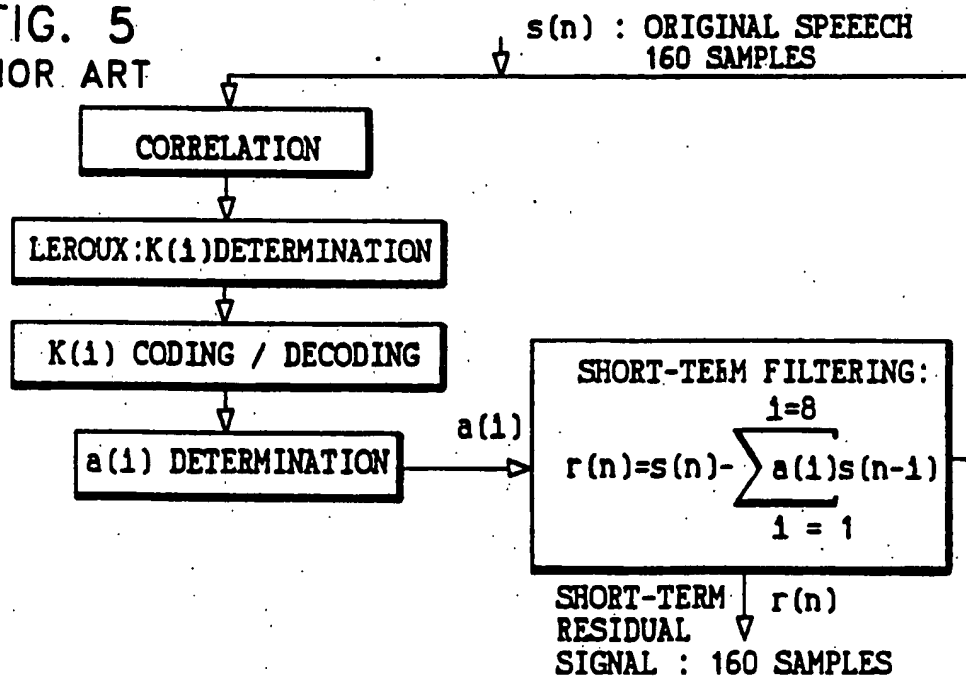 FIG. 5
PRIOR ART
s(n) : ORIGINAL SPEEECH
160 SAMPLES
CORRELATION
LEROUX:K(i)DETERMINATION
K(i) CODING / DECODING
a(i) DETERMINATION
a(i)
SHORT-TERM FILTERING:
i=8
r(n)=s(n)-∑ a(i)s(n-i)
i = 1
SHORT-TERM r(n)
RESIDUAL
SIGNAL : 160 SAMPLES